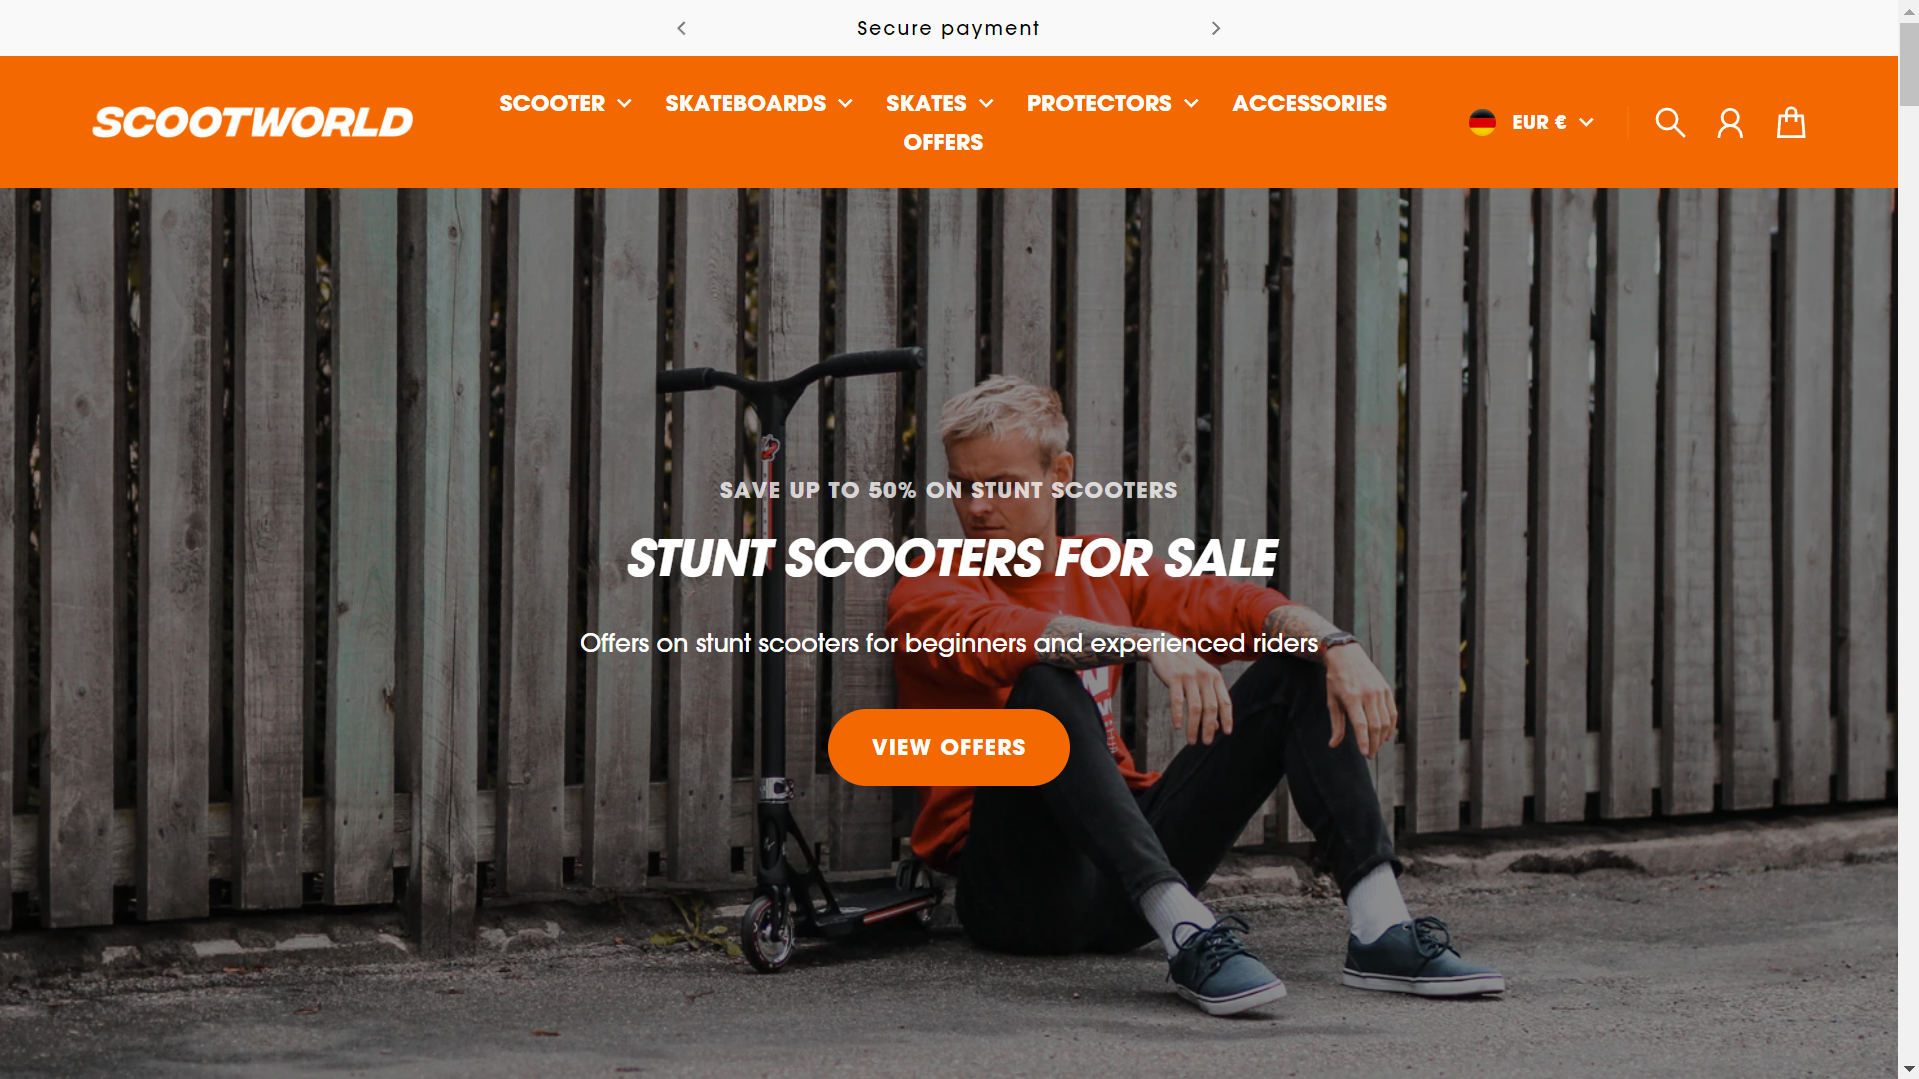 Secure payment
SCOOTWORLD
SCOOTER
SKATEBOARDS
SKATES
PROTECTORS
ACCESSORIES
OFFERS
EUR €
SAVE UP TO 50% ON STUNT SCOOTERS
STUNT SCOOTERS FOR SALE
Offers on stunt scooters for beginners and experienced riders
VIEW OFFERS